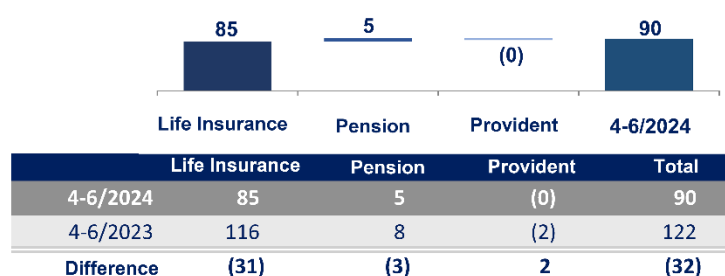 85 5 (0) 90
Life Insurance Pension Provident 4-6/2024
Life Insurance Pension Provident Total
4-6/2024 85 5 (0) 90
4-6/2023 116 8 (2) 122
Difference (31) (3) 2 (32)